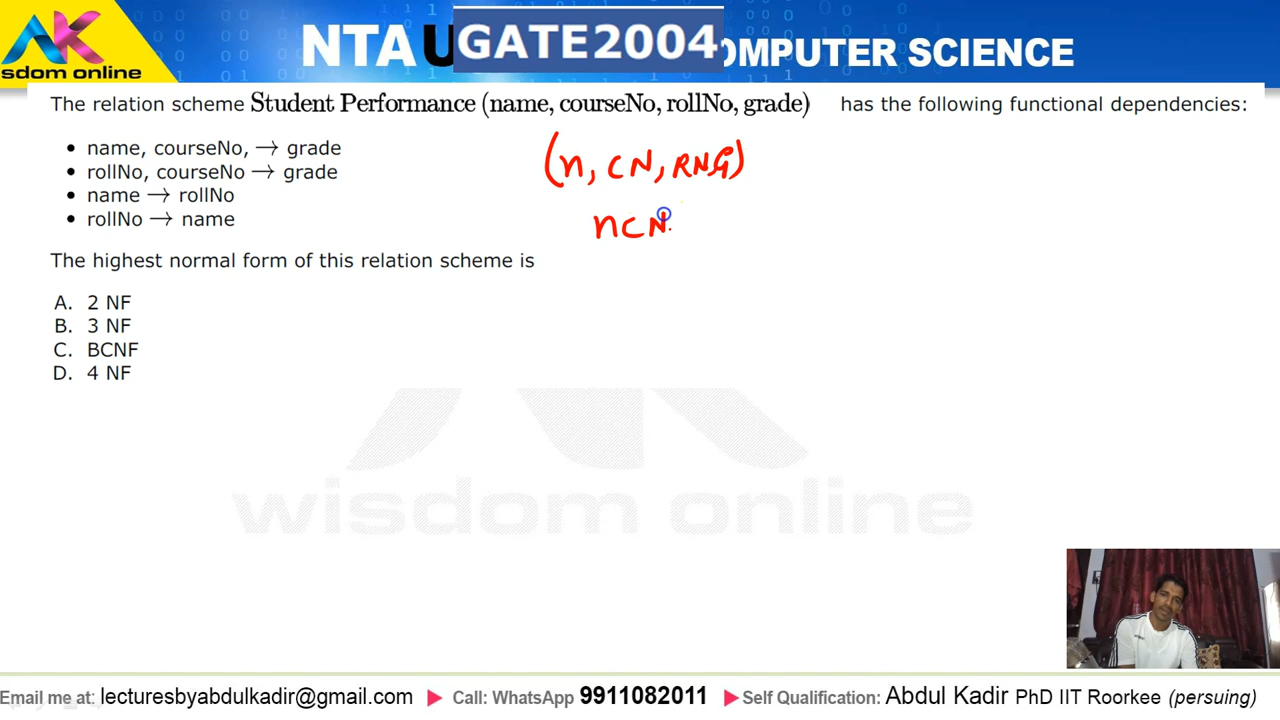 NTA U GATE2004 OMPUTER SCIENCE
AK
sdom online
The relation scheme Student Performance (name, courseNo, rollNo, grade) has the following functional dependencies:
• name, courseNo, → grade
• rollNo, courseNo → grade
• name → rollNo
• rollNo → name
(n, CN, RNG)
nCN
The highest normal form of this relation scheme is
A. 2 NF
B. 3 NF
C. BCNF
D. 4 NF
wisdom online
Email me at: lecturesbyabdulkadir@gmail.com ▶ Call: WhatsApp 9911082011 ▶ Self Qualification: Abdul Kadir PhD IIT Roorkee (persuing)